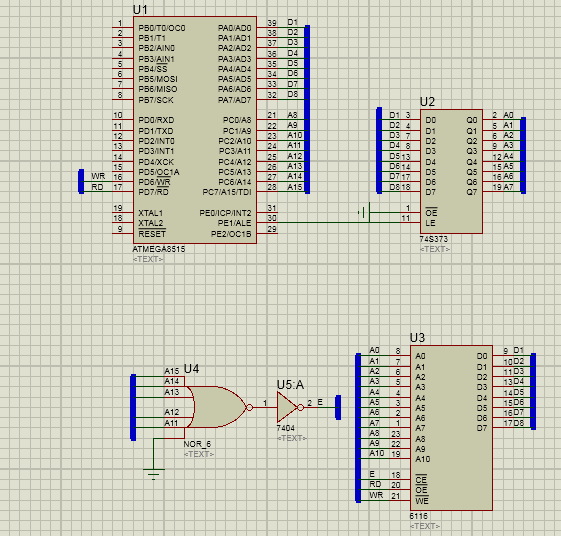 U1
1 PB0/T0/OC0 PA0/AD0 39 D1
2 PB1/T1 PA1/AD1 38 D2
3 PB2/AIN0 PA2/AD2 37 D3
4 PB3/AIN1 PA3/AD3 36 D4
5 PB4/SS PA4/AD4 35 D5
6 PB5/MOSI PA5/AD5 34 D6
7 PB6/MISO PA6/AD6 33 D7
8 PB7/SCK PA7/AD7 32 D8
10 PD0/RXD PC0/A8 21 A8
11 PD1/TXD PC1/A9 22 A9
12 PD2/INT0 PC2/A10 23 A10
13 PD3/INT1 PC3/A11 24 A11
14 PD4/XCK PC4/A12 25 A12
15 PD5/OC1A PC5/A13 26 A13
WR 16 PD6/WR PC6/A14 27 A14
RD 17 PD7/RD PC7/A15/TDI 28 A15
19 XTAL1 PE0/ICP/INT2 31
18 XTAL2 PE1/ALE 30
9 RESET PE2/OC1B 29
ATMEGA8515
<TEXT>
U2
D1 3 D0 Q0 2 A0
D2 4 D1 Q1 5 A1
D3 7 D2 Q2 6 A2
D4 8 D3 Q3 9 A3
D5 13 D4 Q4 12 A4
D6 14 D5 Q5 15 A5
D7 17 D6 Q6 16 A6
D8 18 D7 Q7 19 A7
1 OE
11 LE
74S373
<TEXT>
U4
A15
A14
A13
A12
A11
NOR_6
<TEXT>
U5:A
1 2 E
7404
<TEXT>
U3
A0 8 A0 D0 9 D1
A1 7 A1 D1 10 D2
A2 6 A2 D2 11 D3
A3 5 A3 D3 13 D4
A4 4 A4 D4 14 D5
A5 3 A5 D5 15 D6
A6 2 A6 D6 16 D7
A7 1 A7 D7 17 D8
A8 23 A8
A9 22 A9
A10 19 A10
E 18 CE
RD 20 OE
WR 21 WE
6116
<TEXT>